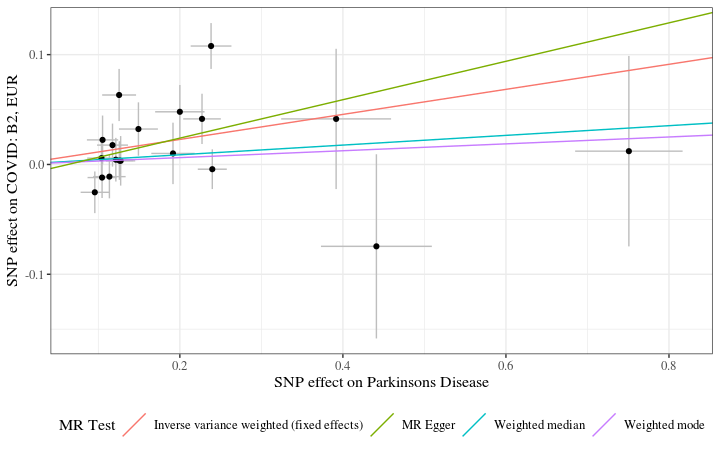 SNP effect on COVID: B2, EUR
0.1
0.0
-0.1
0.2
0.4
0.6
0.8
SNP effect on Parkinsons Disease
MR Test
Inverse variance weighted (fixed effects)
MR Egger
Weighted median
Weighted mode